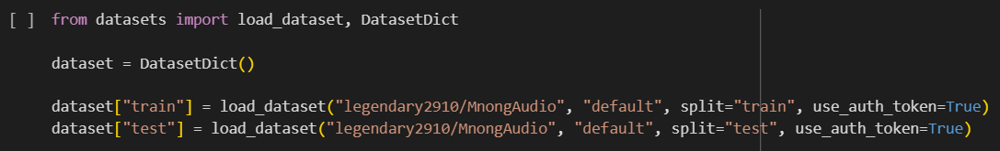 [ ] from datasets import load_dataset, DatasetDict
dataset = DatasetDict()
dataset["train"] = load_dataset("legendary2910/MnongAudio", "default", split="train", use_auth_token=True)
dataset["test"] = load_dataset("legendary2910/MnongAudio", "default", split="test", use_auth_token=True)